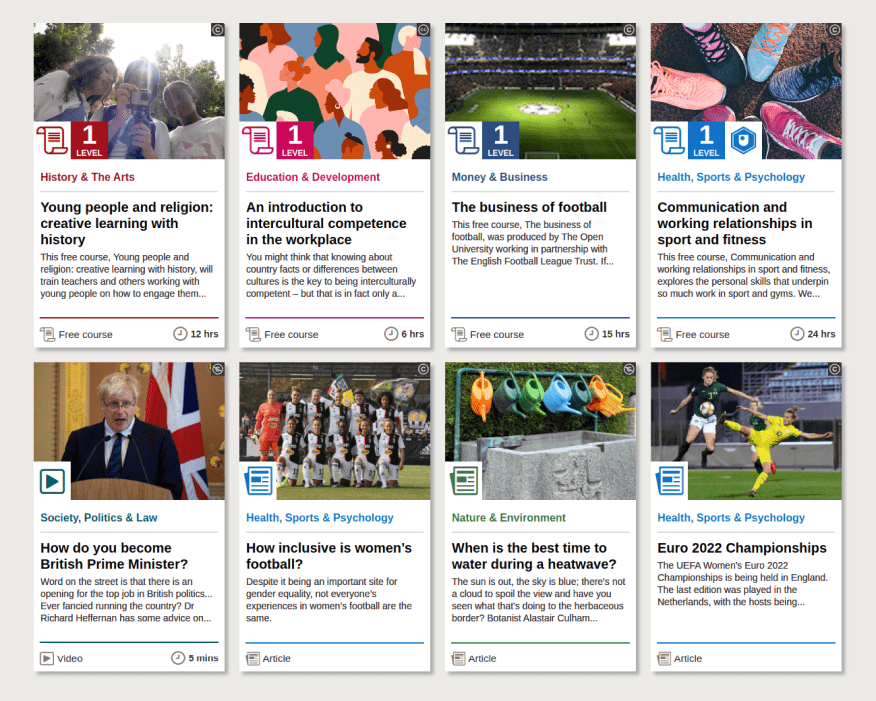 1
LEVEL
History & The Arts
Young people and religion:
creative learning with
history
This free course, Young people and
religion: creative learning with history, will
train teachers and others working with
young people on how to engage them...
Free course
12 hrs
1
LEVEL
Education & Development
An introduction to
intercultural competence
in the workplace
You might think that knowing about
country facts or differences between
cultures is the key to being interculturally
competent – but that is in fact only a...
Free course
6 hrs
1
LEVEL
Money & Business
The business of football
This free course, The business of
football, was produced by The Open
University working in partnership with
The English Football League Trust. If...
Free course
15 hrs
1
LEVEL
Health, Sports & Psychology
Communication and
working relationships in
sport and fitness
This free course, Communication and
working relationships in sport and fitness,
explores the personal skills that underpin
so much work in sport and gyms. We...
Free course
24 hrs
Society, Politics & Law
How do you become
British Prime Minister?
Word on the street is that there is an
opening for the top job in British politics...
Ever fancied running the country? Dr
Richard Heffernan has some advice on...
Video
5 mins
Health, Sports & Psychology
How inclusive is women's
football?
Despite it being an important site for
gender equality, not everyone's
experiences in women's football are the
same.
Article
Nature & Environment
When is the best time to
water during a heatwave?
The sun is out, the sky is blue; there's not
a cloud to spoil the view and have you
seen what that's doing to the herbaceous
border? Botanist Alastair Culham...
Article
Health, Sports & Psychology
Euro 2022 Championships
The UEFA Women's Euro 2022
Championships is being held in England.
The last edition was played in the
Netherlands, with the hosts being...
Article